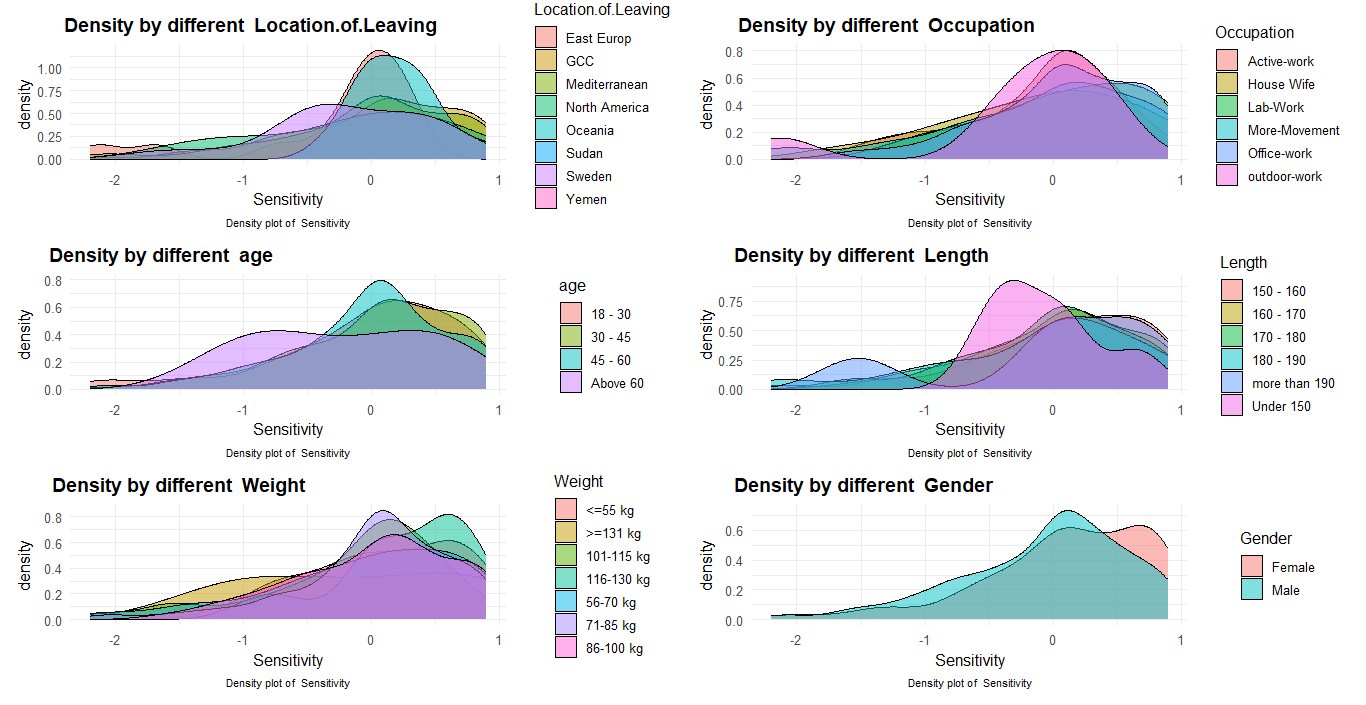 Density by different Location.of.Leaving
density
1.00
0.75
0.50
0.25
0.00
-2
-1
0
1
Sensitivity
Density plot of Sensitivity
Location.of.Leaving
East Europ
GCC
Mediterranean
North America
Oceania
Sudan
Sweden
Yemen
Density by different Occupation
density
0.8
0.6
0.4
0.2
0.0
-2
-1
0
1
Sensitivity
Density plot of Sensitivity
Occupation
Active-work
House Wife
Lab-Work
More-Movement
Office-work
outdoor-work
Density by different age
density
0.8
0.6
0.4
0.2
0.0
-2
-1
0
1
Sensitivity
Density plot of Sensitivity
age
18 - 30
30 - 45
45 - 60
Above 60
Density by different Length
density
0.75
0.50
0.25
0.00
-2
-1
0
1
Sensitivity
Density plot of Sensitivity
Length
150 - 160
160 - 170
170 - 180
180 - 190
more than 190
Under 150
Density by different Weight
density
0.8
0.6
0.4
0.2
0.0
-2
-1
0
1
Sensitivity
Density plot of Sensitivity
Weight
<=55 kg
>=131 kg
101-115 kg
116-130 kg
56-70 kg
71-85 kg
86-100 kg
Density by different Gender
density
0.6
0.4
0.2
0.0
-2
-1
0
1
Sensitivity
Density plot of Sensitivity
Gender
Female
Male